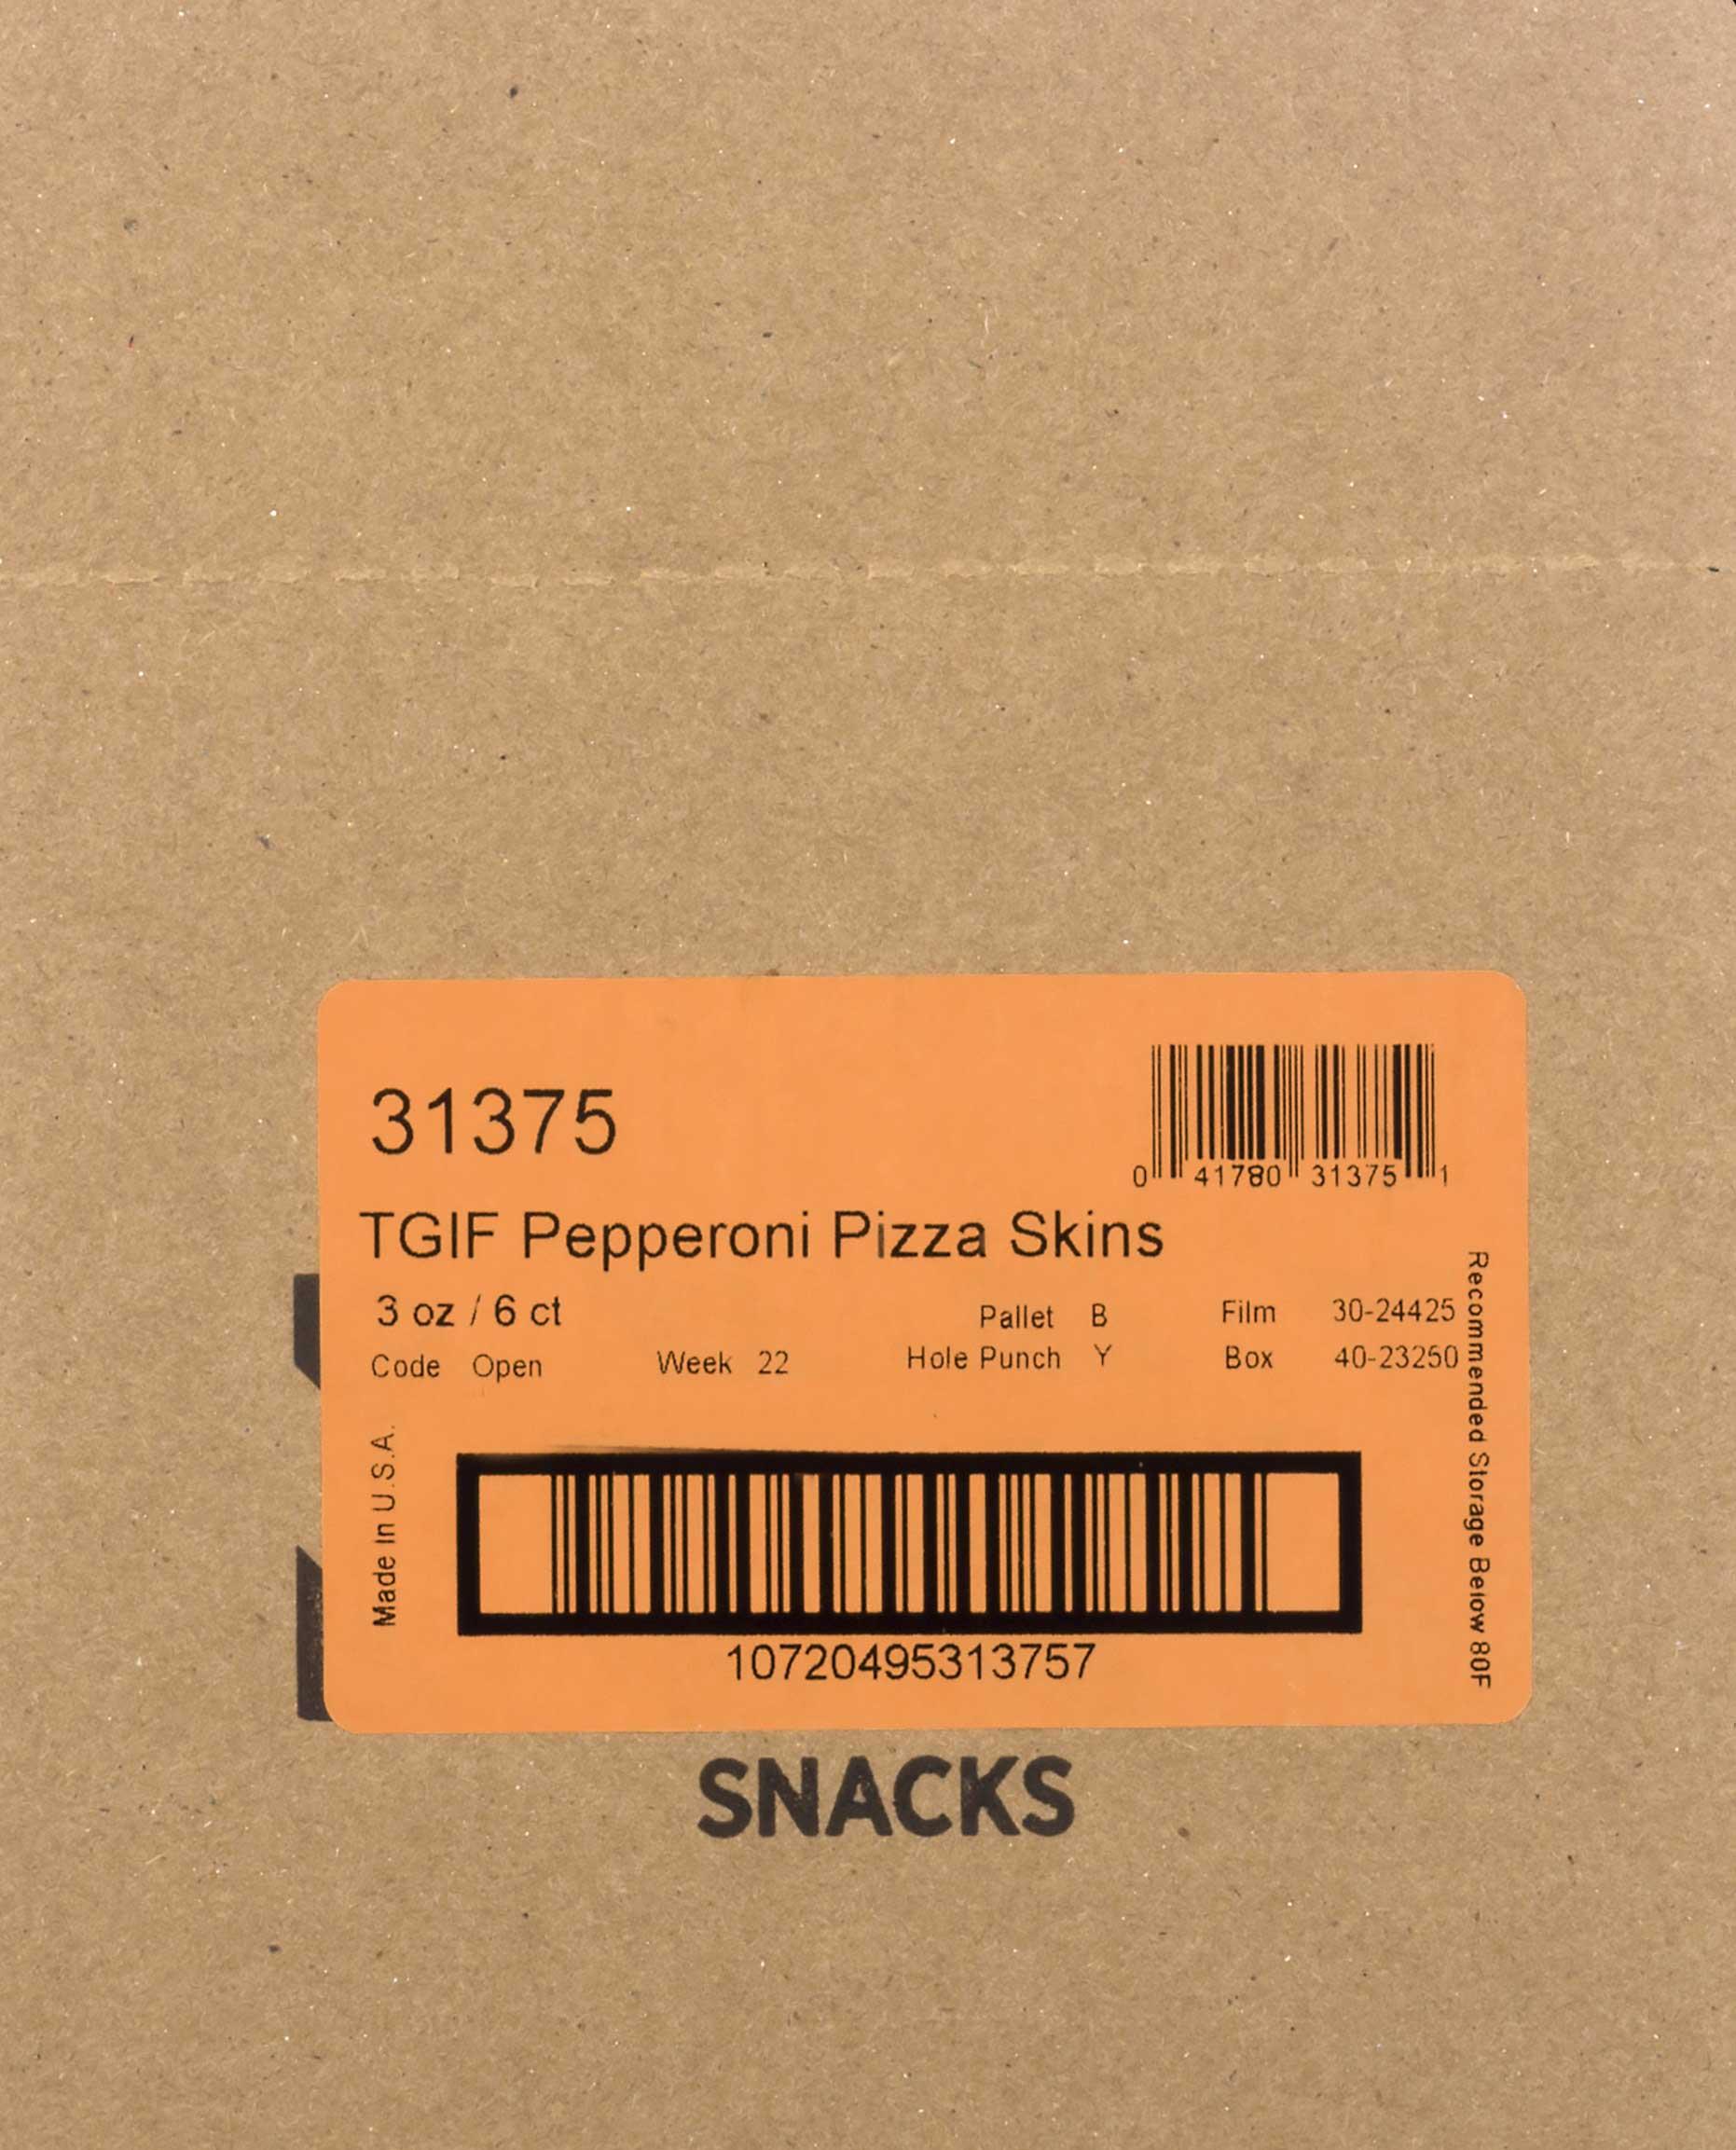 31375
0 41780 31375 1
TGIF Pepperoni Pizza Skins
3 oz / 6 ct
Pallet B Film 30-24425
Code Open Week 22 Hole Punch Y Box 40-23250
Made In U.S.A.
Recommended Storage Below 80F
10720495313757
SNACKS